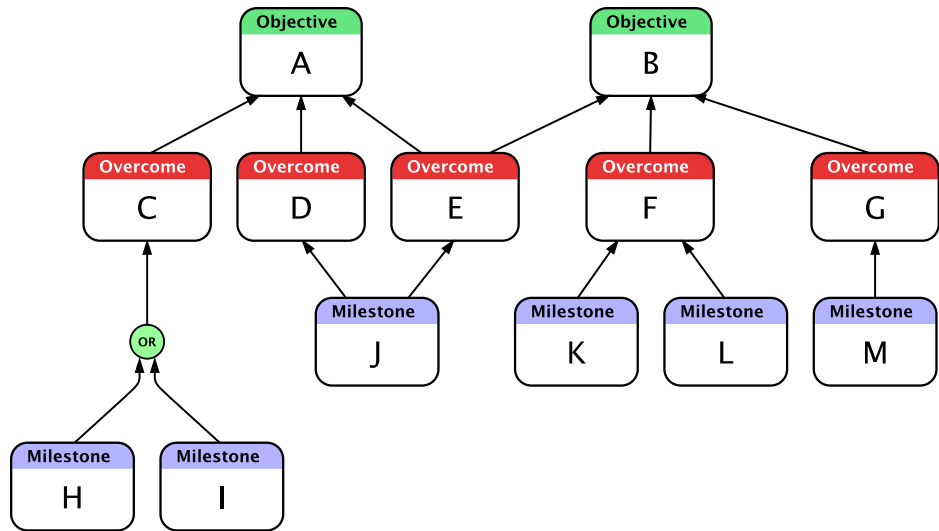 Objective
A
Objective
B
Overcome
C
Overcome
D
Overcome
E
Overcome
F
Overcome
G
Milestone
J
Milestone
K
Milestone
L
Milestone
M
OR
Milestone
H
Milestone
I